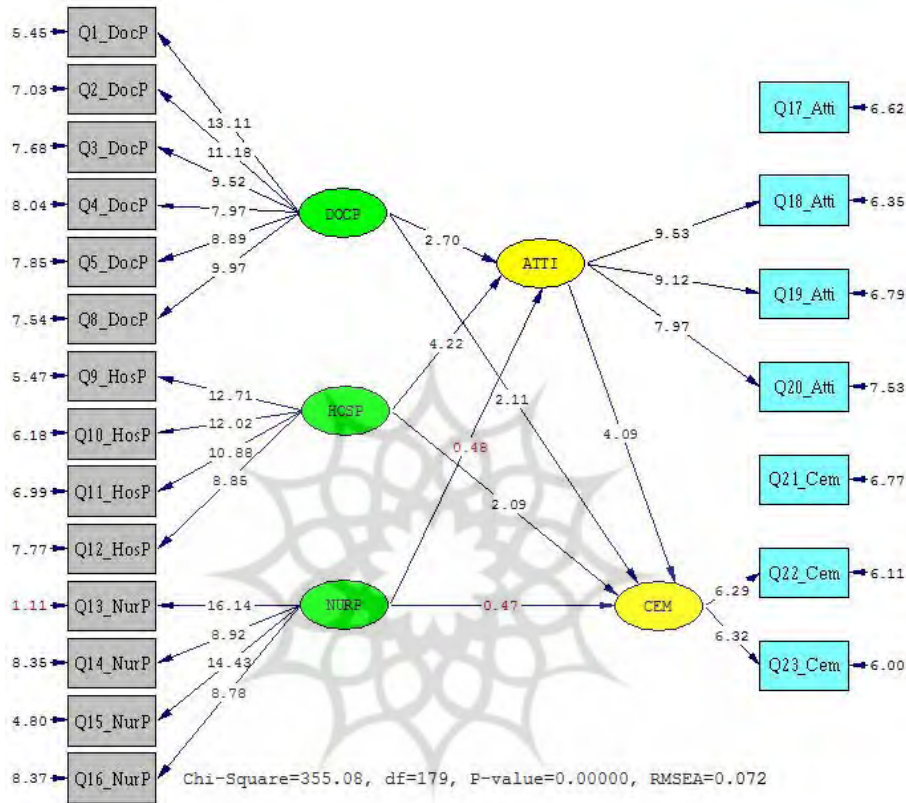 5.45 Q1_DocP
7.03 Q2_DocP
7.68 Q3_DocP
8.04 Q4_DocP
7.85 Q5_DocP
7.54 Q8_DocP
5.47 Q9_HosP
6.18 Q10_HosP
6.99 Q11_HosP
7.77 Q12_HosP
1.11 Q13_NurP
8.35 Q14_NurP
4.80 Q15_NurP
8.37 Q16_NurP
13.11
11.18
9.52
7.97
8.89
9.97
12.71
12.02
10.88
8.85
16.14
8.92
14.43
8.78
DOCP
HOSP
NURP
2.70
4.22
0.48
2.11
2.09
0.47
ATTI
4.09
CEM
9.53
9.12
7.97
6.29
6.32
Q17_Atti 6.62
Q18_Atti 6.35
Q19_Atti 6.79
Q20_Atti 7.53
Q21_Cem 6.77
Q22_Cem 6.11
Q23_Cem 6.00
Chi-Square=355.08, df=179, P-value=0.00000, RMSEA=0.072